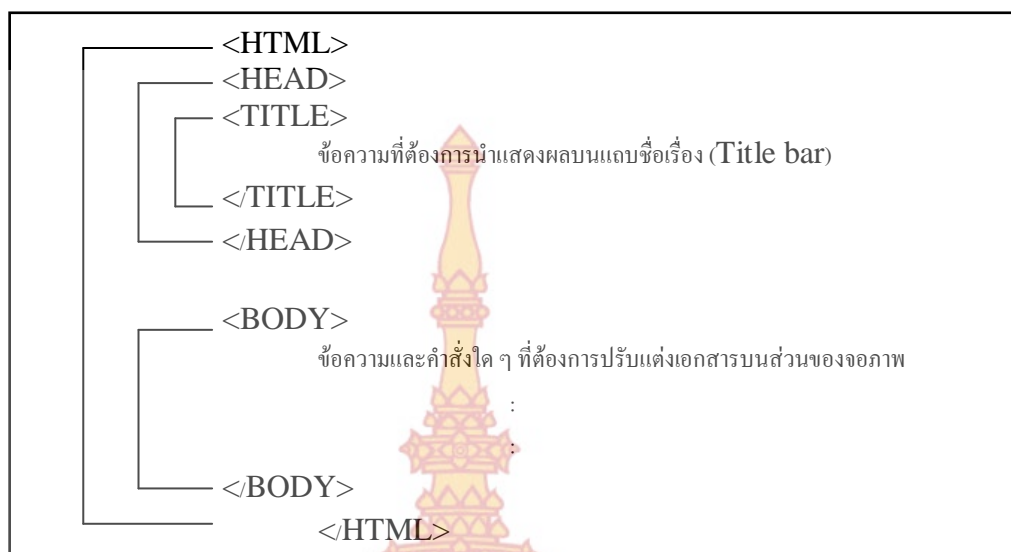 <HTML>
<HEAD>
<TITLE>
ข้อความที่ต้องการนำแสดงผลบนแถบชื่อเรื่อง (Title bar)
</TITLE>
</HEAD>
<BODY>
ข้อความและคำสั่งใด ๆ ที่ต้องการปรับแต่งเอกสารบนส่วนของจอภาพ
:
:
</BODY>
</HTML>